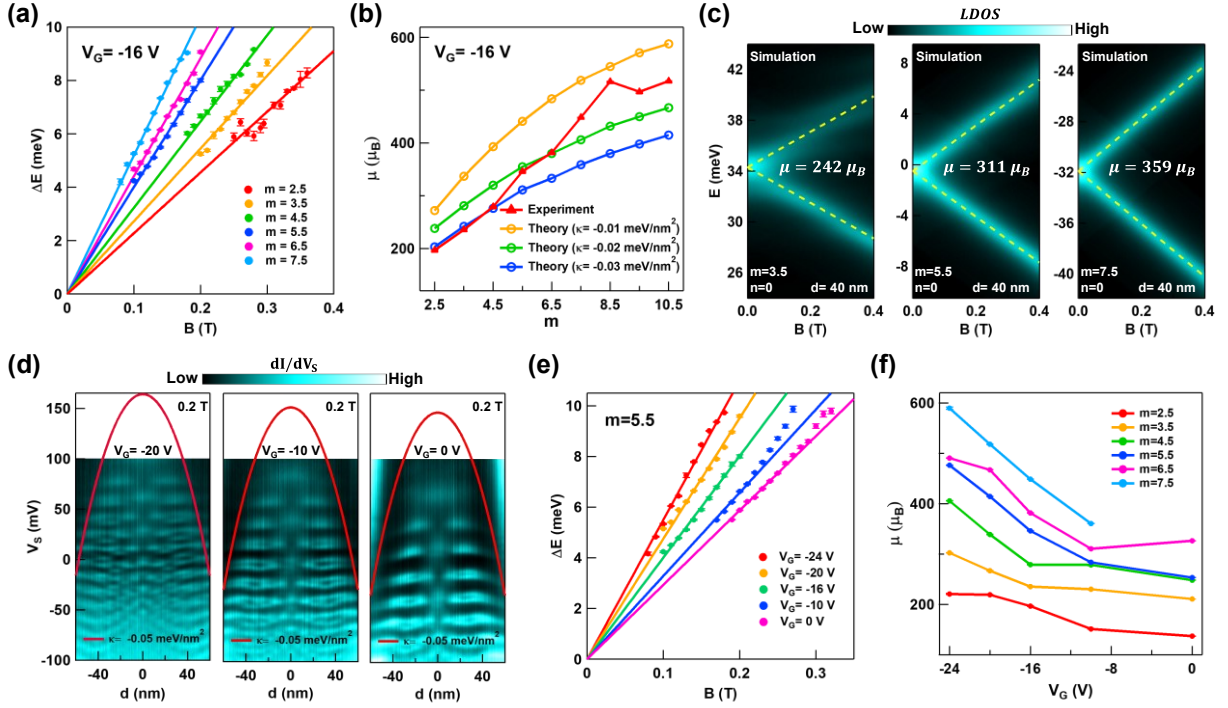 (a)
V_G= -16 V
10
8
6
4
2
0
ΔE (meV)
m = 2.5
m = 3.5
m = 4.5
m = 5.5
m = 6.5
m = 7.5
0 0.1 0.2 0.3 0.4
B (T)
(b)
V_G= -16 V
600
400
200
μ (μ_B)
Experiment
Theory (κ= -0.01 meV/nm²)
Theory (κ= -0.02 meV/nm²)
Theory (κ= -0.03 meV/nm²)
2.5 4.5 6.5 8.5 10.5
m
(c)
LDOS
Low High
Simulation
42
38
34
30
26
E (meV)
μ = 242 μ_B
m=3.5
n=0 d= 40 nm
0.0 0.2 0.4
B (T)
Simulation
8
4
0
-4
-8
μ = 311 μ_B
m=5.5
n=0 d= 40 nm
0.0 0.2 0.4
B (T)
Simulation
-24
-28
-32
-36
-40
μ = 359 μ_B
m=7.5
n=0 d= 40 nm
0.0 0.2 0.4
B (T)
(d)
dI/dV_S
Low High
150
100
50
0
-50
-100
V_S (mV)
0.2 T
V_G= -20 V
κ= -0.05 meV/nm²
-40 0 40
d (nm)
0.2 T
V_G= -10 V
κ= -0.05 meV/nm²
-40 0 40
d (nm)
0.2 T
V_G= 0 V
κ= -0.05 meV/nm²
-40 0 40
d (nm)
(e)
m=5.5
10
8
6
4
2
0
ΔE (meV)
V_G= -24 V
V_G= -20 V
V_G= -16 V
V_G= -10 V
V_G= 0 V
0 0.1 0.2 0.3
B (T)
(f)
600
400
200
μ (μ_B)
m=2.5
m=3.5
m=4.5
m=5.5
m=6.5
m=7.5
-24 -16 -8 0
V_G (V)